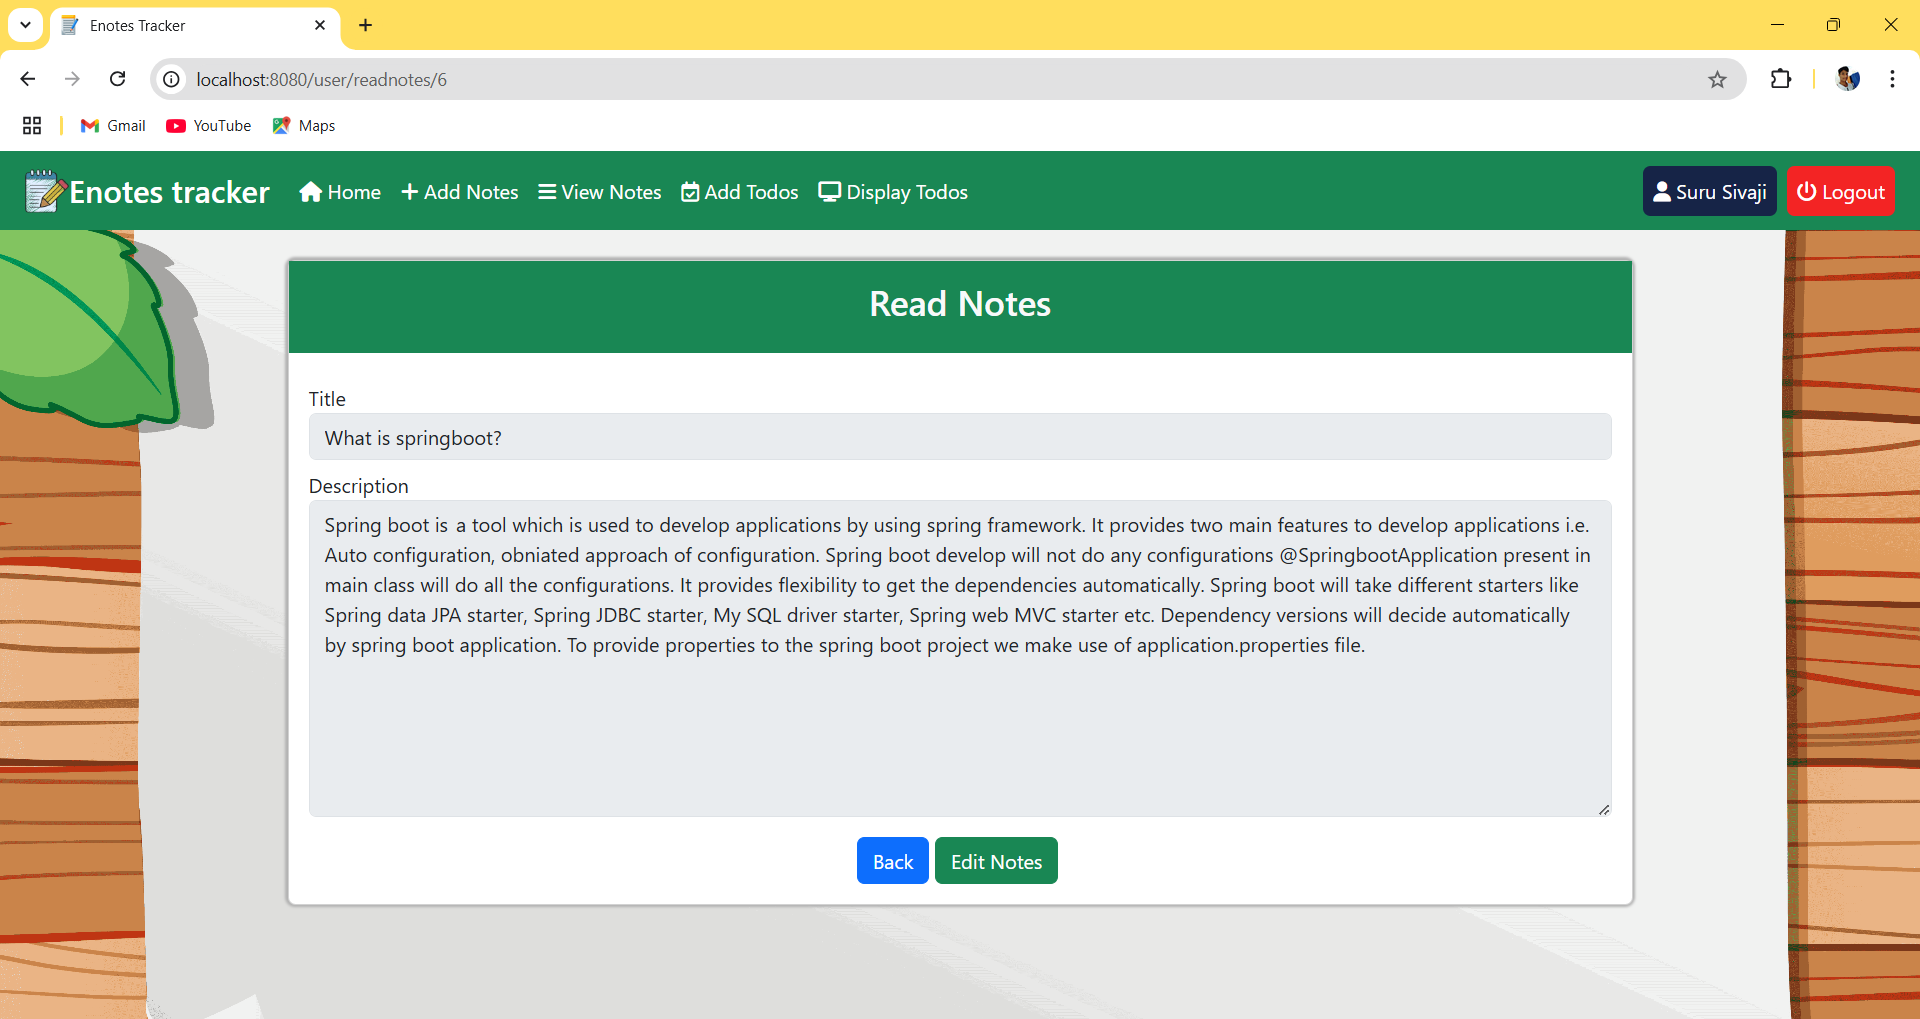 Enotes Tracker
localhost:8080/user/readnotes/6
Gmail YouTube Maps
Enotes tracker Home Add Notes View Notes Add Todos Display Todos Suru Sivaji Logout
Read Notes
Title
What is springboot?
Description
Spring boot is a tool which is used to develop applications by using spring framework. It provides two main features to develop applications i.e.
Auto configuration, obniated approach of configuration. Spring boot develop will not do any configurations @SpringbootApplication present in
main class will do all the configurations. It provides flexibility to get the dependencies automatically. Spring boot will take different starters like
Spring data JPA starter, Spring JDBC starter, My SQL driver starter, Spring web MVC starter etc. Dependency versions will decide automatically
by spring boot application. To provide properties to the spring boot project we make use of application.properties file.
Back Edit Notes